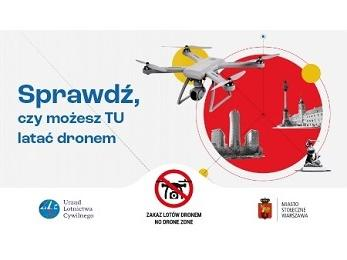 Sprawdź,
czy możesz TU
latać dronem
Urząd
Lotnictwa
Cywilnego
ZAKAZ LOTÓW DRONEM
NO DRONE ZONE
MIASTO
STOŁECZNE
WARSZAWA